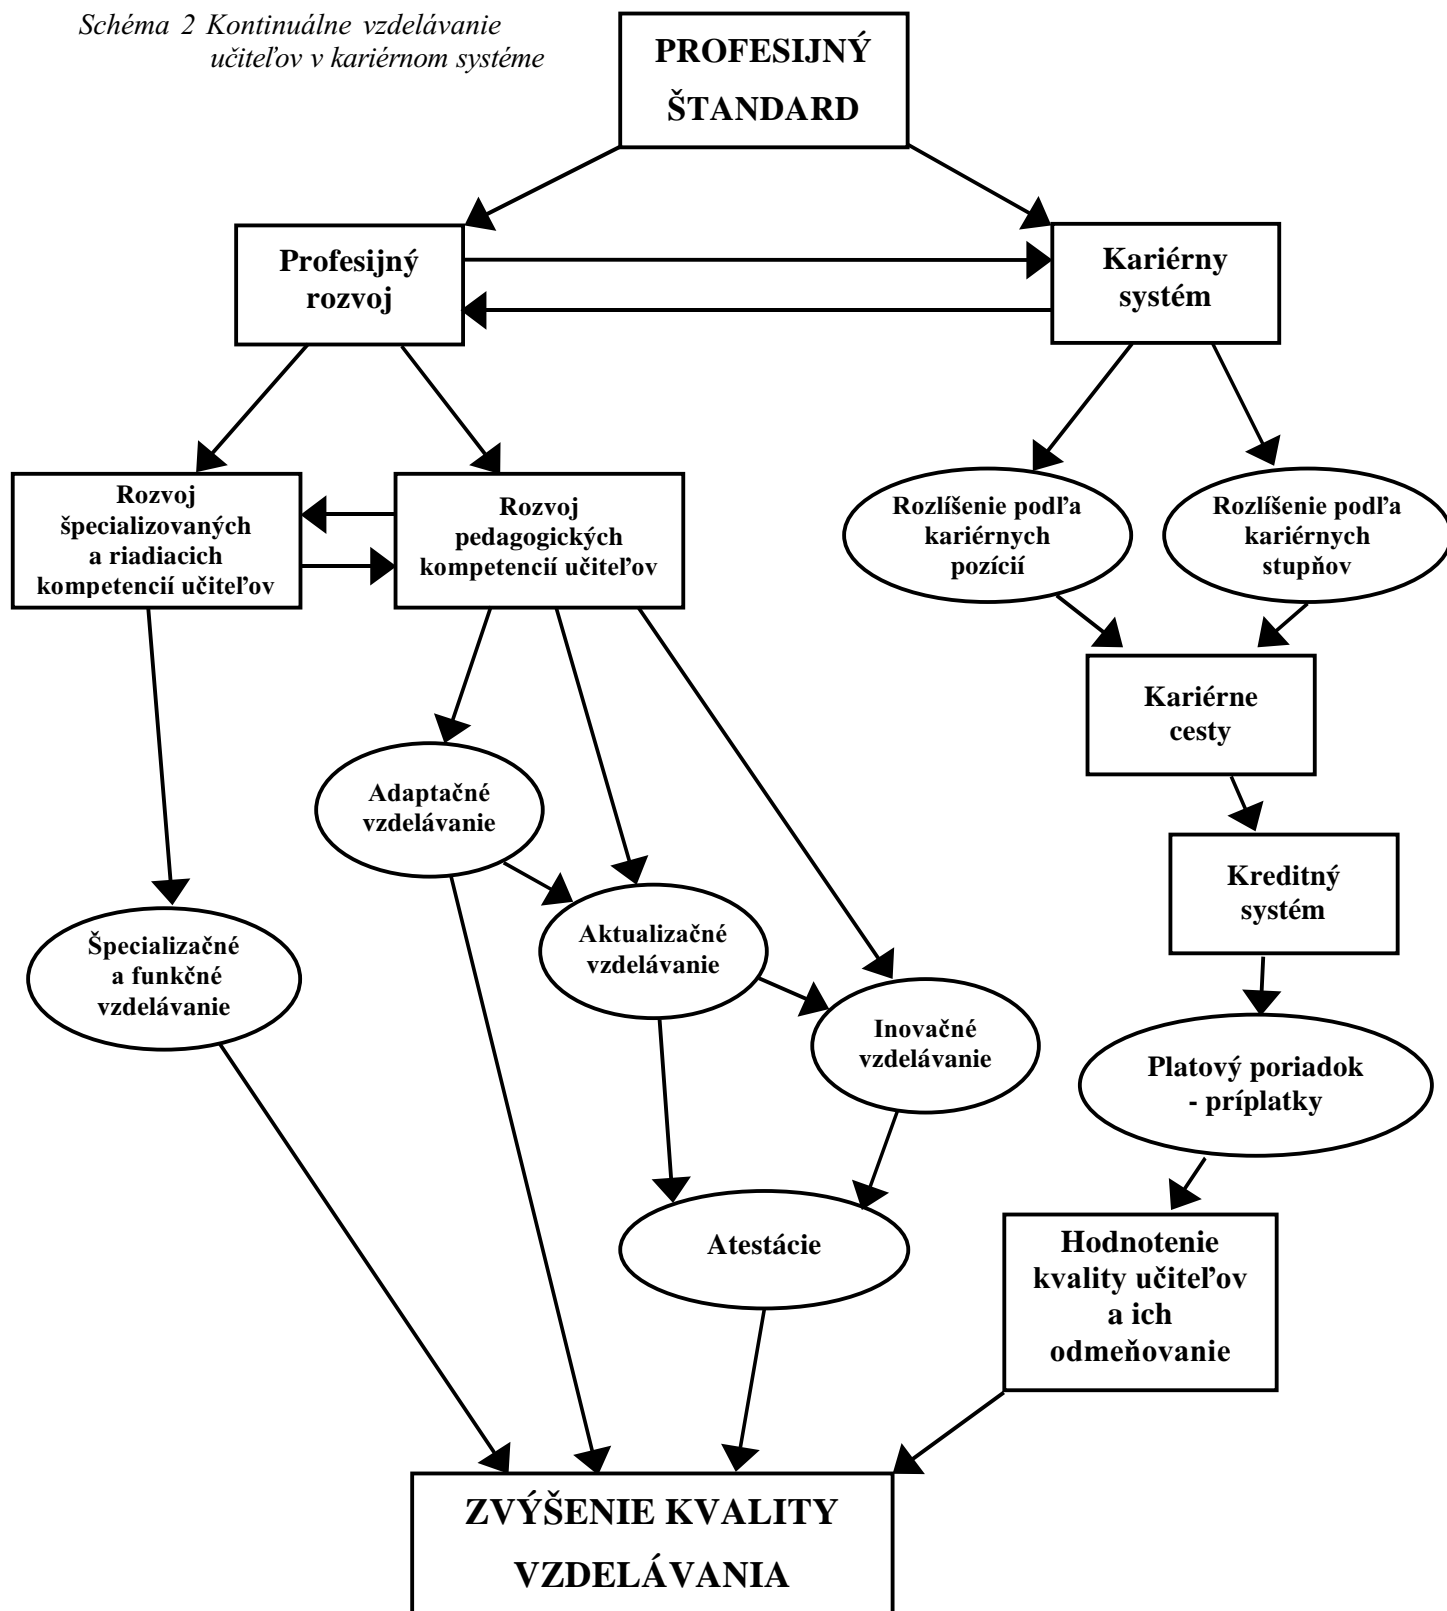 Schéma 2 Kontinuálne vzdelávanie
učiteľov v kariérnom systéme
PROFESIJNÝ
ŠTANDARD
Profesijný
rozvoj
Kariérny
systém
Rozvoj
špecializovaných
a riadiacich
kompetencií učiteľov
Rozvoj
pedagogických
kompetencií učiteľov
Rozlíšenie podľa
kariérnych
pozícií
Rozlíšenie podľa
kariérnych
stupňov
Kariérne
cesty
Adaptačné
vzdelávanie
Kreditný
systém
Aktualizačné
vzdelávanie
Špecializačné
a funkčné
vzdelávanie
Inovačné
vzdelávanie
Platový poriadok
- príplatky
Atestácie
Hodnotenie
kvality učiteľov
a ich
odmeňovanie
ZVÝŠENIE KVALITY
VZDELÁVANIA